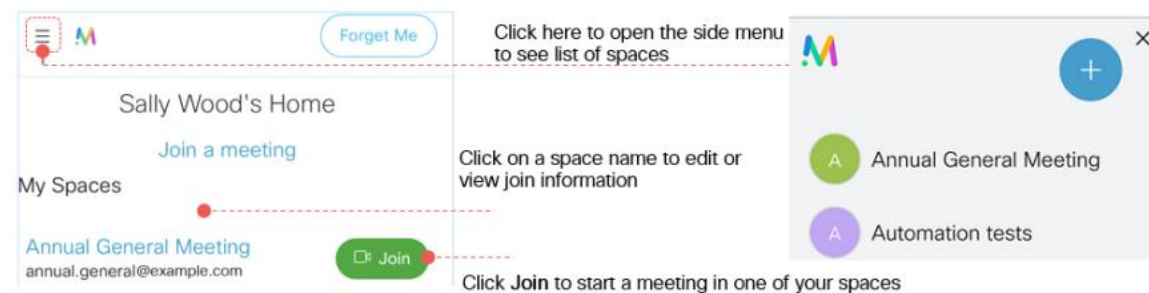 Forget Me
Click here to open the side menu
to see list of spaces
Sally Wood's Home
Join a meeting
Click on a space name to edit or
view join information
My Spaces
Annual General Meeting
annual.general@example.com
Join
Click Join to start a meeting in one of your spaces
M
+
×
A Annual General Meeting
A Automation tests